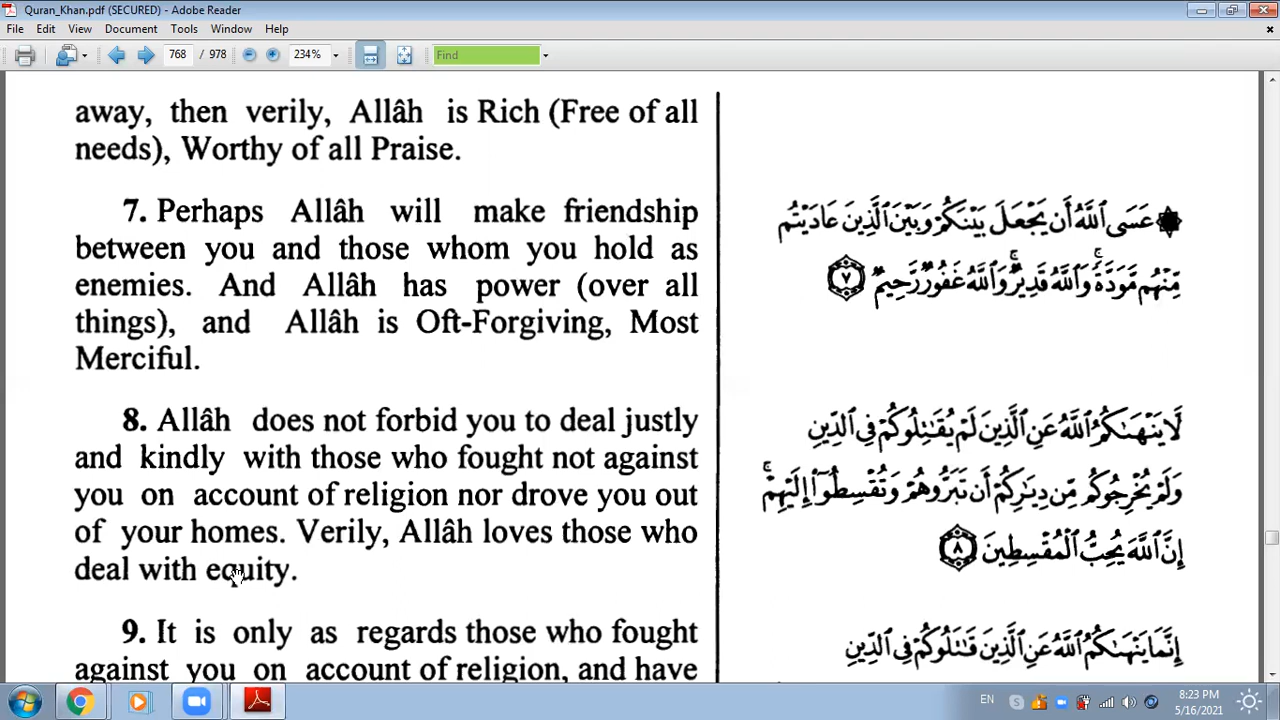 Quran_Khan.pdf (SECURED) - Adobe Reader
File Edit View Document Tools Window Help
768 / 978 234% Find
away, then verily, Allâh is Rich (Free of all
needs), Worthy of all Praise.
7. Perhaps Allâh will make friendship
between you and those whom you hold as
enemies. And Allâh has power (over all
things), and Allâh is Oft-Forgiving, Most
Merciful.
8. Allâh does not forbid you to deal justly
and kindly with those who fought not against
you on account of religion nor drove you out
of your homes. Verily, Allâh loves those who
deal with equity.
9. It is only as regards those who fought
against you on account of religion, and have
۞ عَسَى ٱللَّهُ أَن يَجْعَلَ بَيْنَكُمْ وَبَيْنَ ٱلَّذِينَ عَادَيْتُم
مِّنْهُم مَّوَدَّةً ۚ وَٱللَّهُ قَدِيرٌ ۚ وَٱللَّهُ غَفُورٌ رَّحِيمٌ ٧
لَّا يَنْهَىٰكُمُ ٱللَّهُ عَنِ ٱلَّذِينَ لَمْ يُقَٰتِلُوكُمْ فِى ٱلدِّينِ
وَلَمْ يُخْرِجُوكُم مِّن دِيَٰرِكُمْ أَن تَبَرُّوهُمْ وَتُقْسِطُوٓا۟ إِلَيْهِمْ ۚ
إِنَّ ٱللَّهَ يُحِبُّ ٱلْمُقْسِطِينَ ٨
إِنَّمَا يَنْهَىٰكُمُ ٱللَّهُ عَنِ ٱلَّذِينَ قَٰتَلُوكُمْ فِى ٱلدِّينِ
EN
8:23 PM
5/16/2021